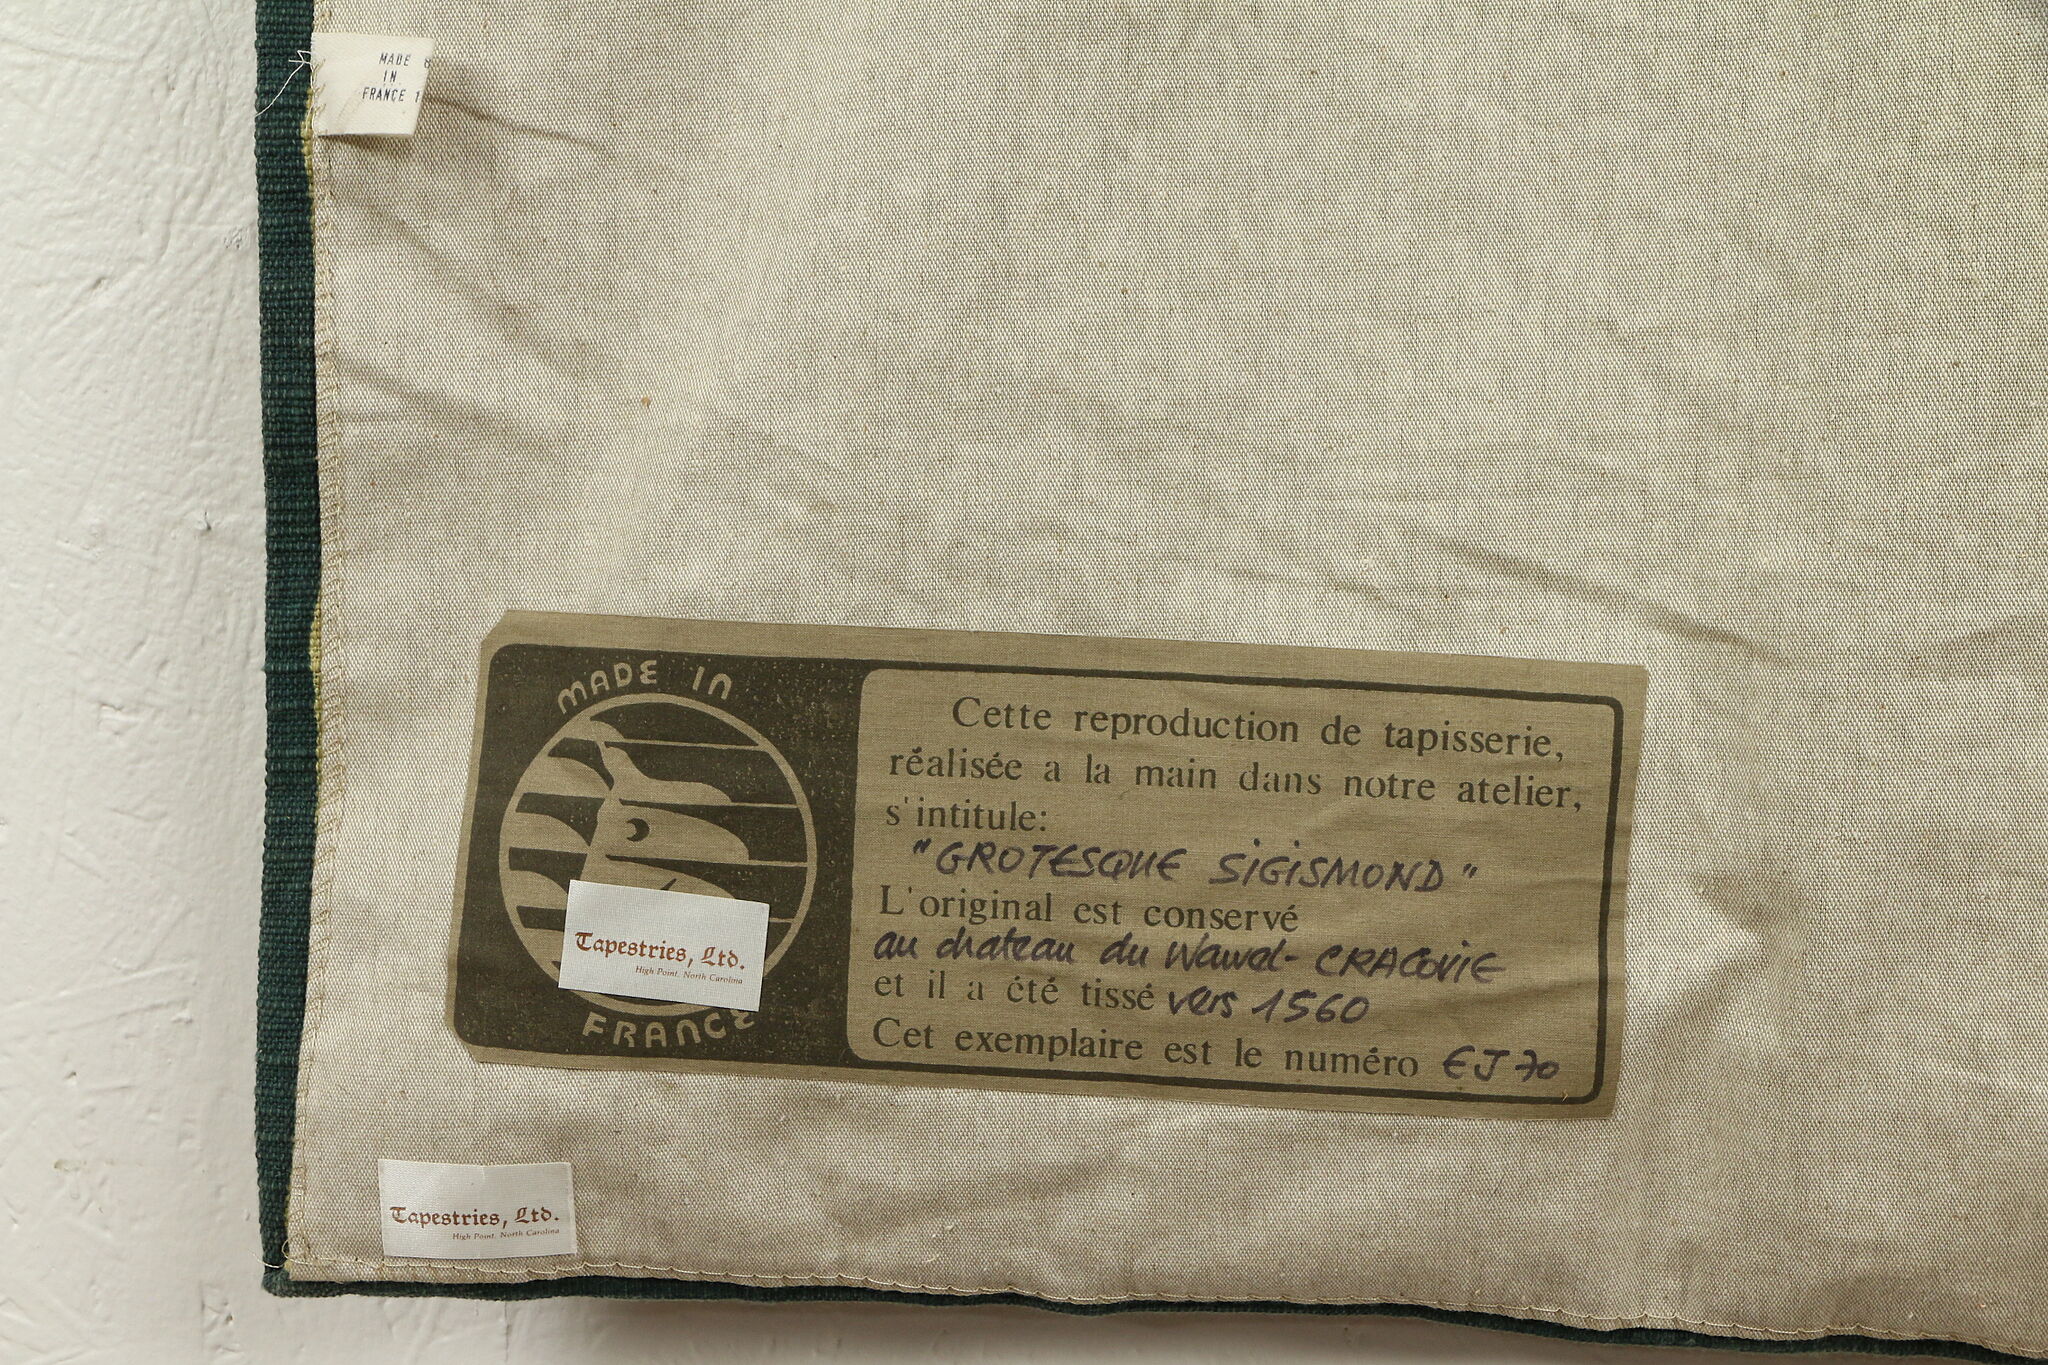 MADE
IN
FRANCE
MADE IN
FRANCE
Tapestries, Ltd.
High Point, North Carolina
Cette reproduction de tapisserie,
réalisée a la main dans notre atelier,
s'intitule:
"GROTESQUE SIGISMOND"
L'original est conservé
au chateau du Wawel - CRACOVIE
et il a été tissé vers 1560
Cet exemplaire est le numéro EJ 70
Tapestries, Ltd.
High Point, North Carolina